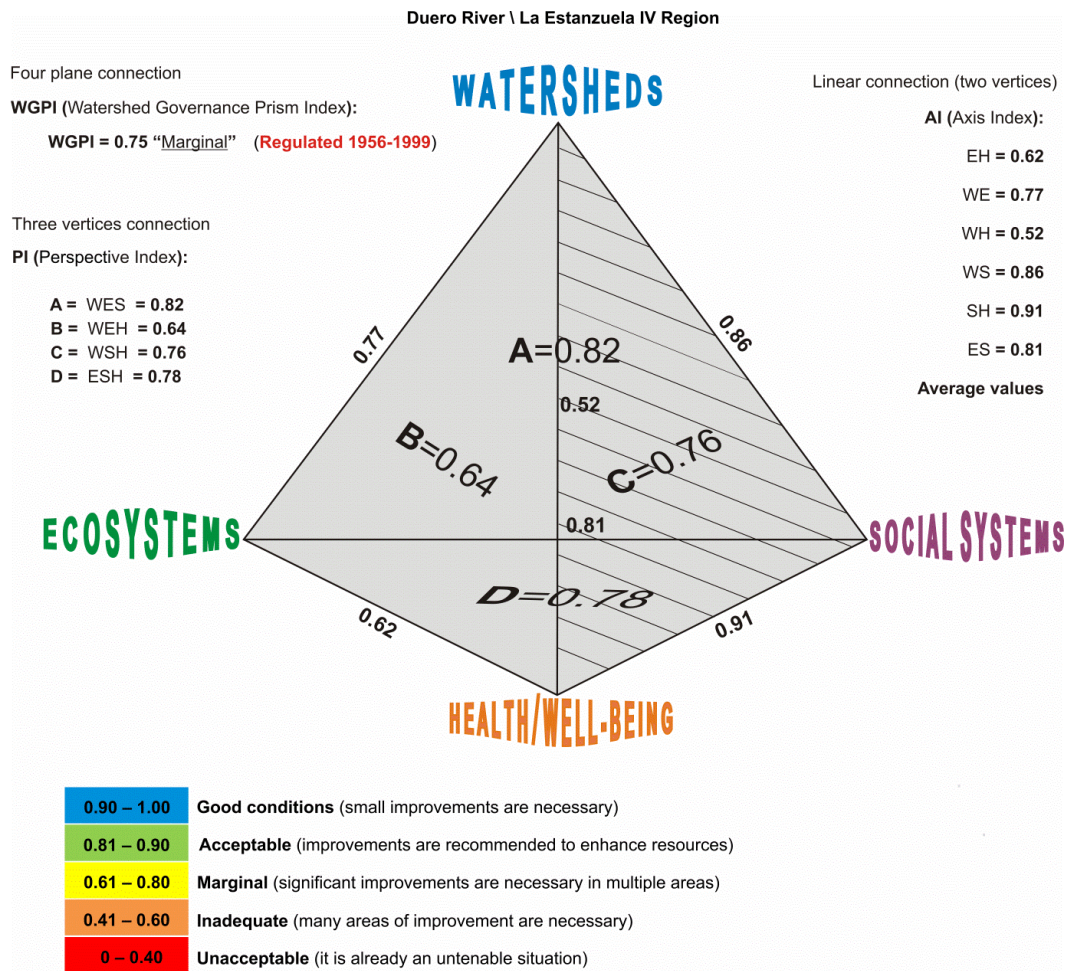 Duero River \ La Estanzuela IV Region
Four plane connection
WGPI (Watershed Governance Prism Index):
WGPI = 0.75 “Marginal” (Regulated 1956-1999)
Three vertices connection
PI (Perspective Index):
A = WES = 0.82
B = WEH = 0.64
C = WSH = 0.76
D = ESH = 0.78
WATERSHEDS
Linear connection (two vertices)
AI (Axis Index):
EH = 0.62
WE = 0.77
WH = 0.52
WS = 0.86
SH = 0.91
ES = 0.81
Average values
0.77
0.86
A=0.82
0.52
B=0.64
C=0.76
0.81
ECOSYSTEMS
SOCIAL SYSTEMS
D=0.78
0.62
0.91
HEALTH/WELL-BEING
0.90 – 1.00 Good conditions (small improvements are necessary)
0.81 – 0.90 Acceptable (improvements are recommended to enhance resources)
0.61 – 0.80 Marginal (significant improvements are necessary in multiple areas)
0.41 – 0.60 Inadequate (many areas of improvement are necessary)
0 – 0.40 Unacceptable (it is already an untenable situation)